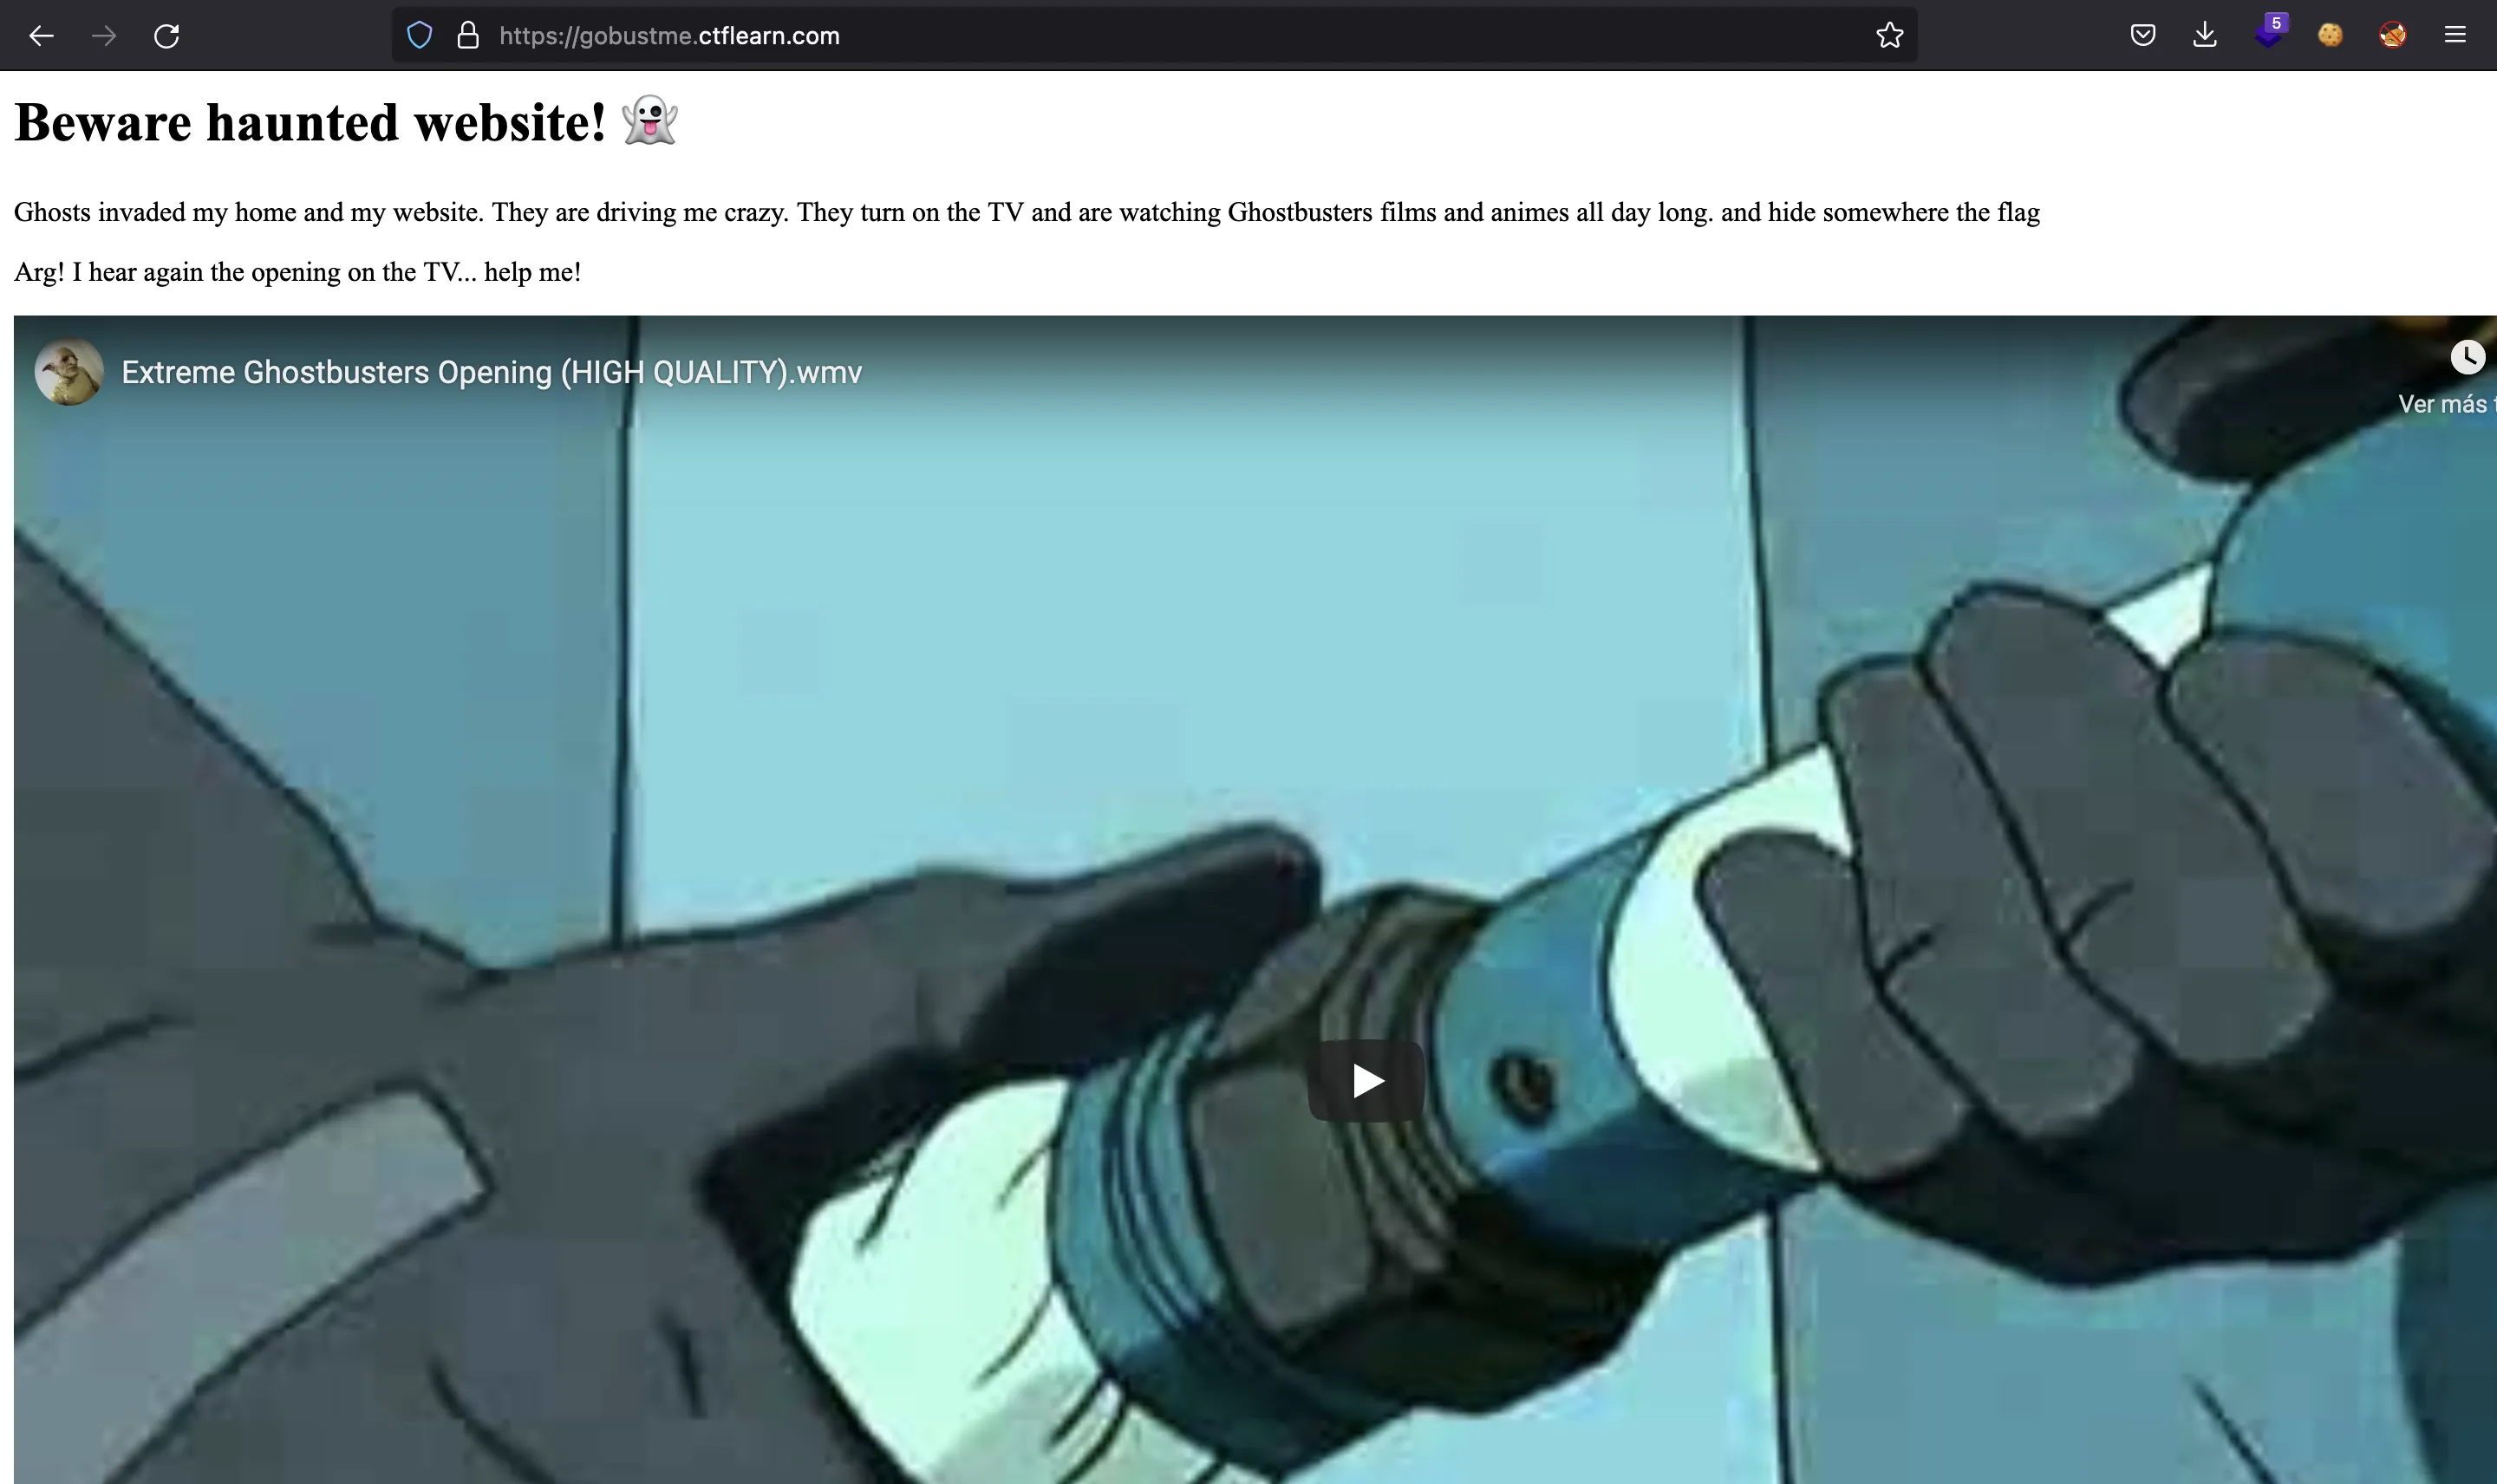 https://gobustme.ctflearn.com
5
Beware haunted website! 👻
Ghosts invaded my home and my website. They are driving me crazy. They turn on the TV and are watching Ghostbusters films and animes all day long. and hide somewhere the flag
Arg! I hear again the opening on the TV... help me!
Extreme Ghostbusters Opening (HIGH QUALITY).wmv
Ver más